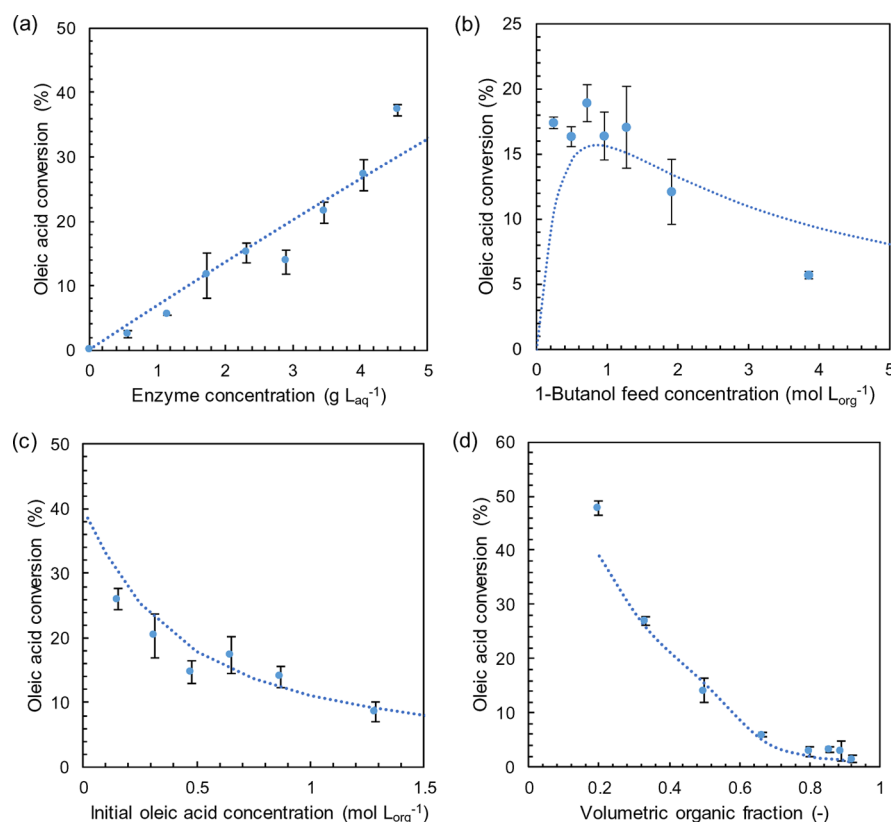 (a)
50
40
30
20
10
0
Oleic acid conversion (%)
0 1 2 3 4 5
Enzyme concentration (g Laq-1)
(b)
25
20
15
10
5
0
Oleic acid conversion (%)
0 1 2 3 4 5
1-Butanol feed concentration (mol Lorg-1)
(c)
50
40
30
20
10
0
Oleic acid conversion (%)
0 0.5 1 1.5
Initial oleic acid concentration (mol Lorg-1)
(d)
60
50
40
30
20
10
0
Oleic acid conversion (%)
0 0.2 0.4 0.6 0.8 1
Volumetric organic fraction (-)